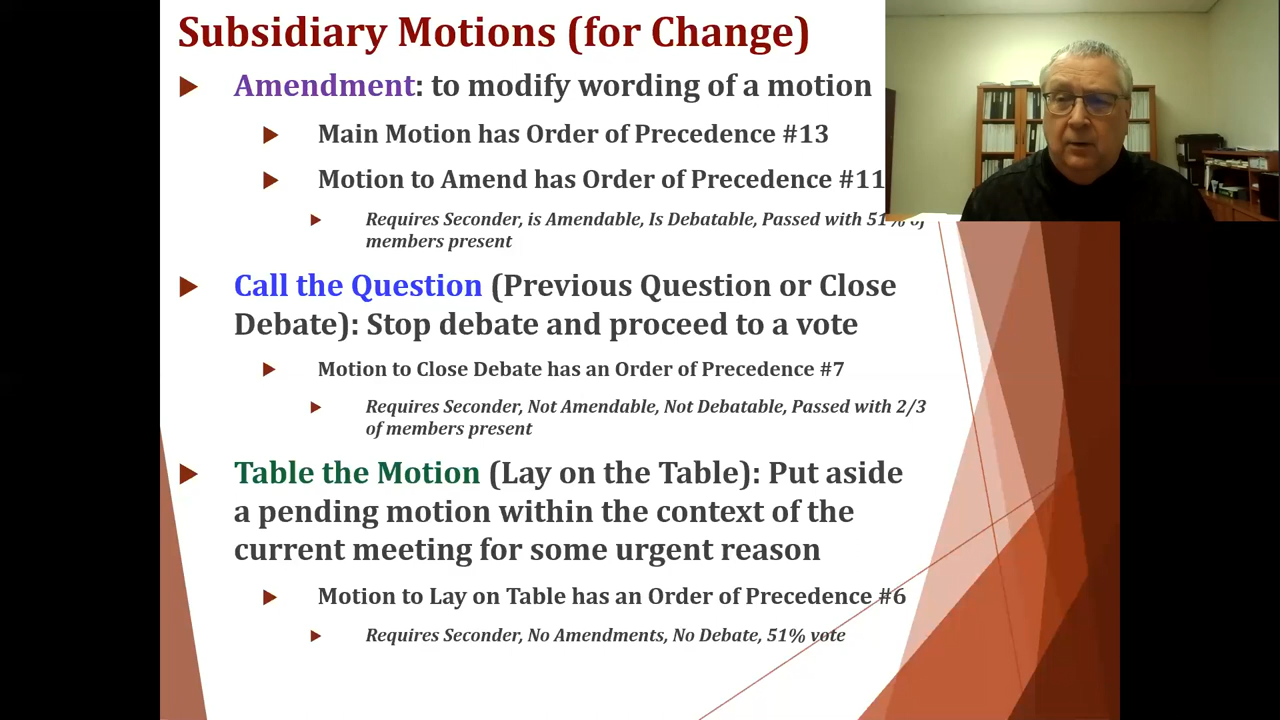 Subsidiary Motions (for Change)
Amendment: to modify wording of a motion
Main Motion has Order of Precedence #13
Motion to Amend has Order of Precedence #11
Requires Seconder, is Amendable, Is Debatable, Passed with 51% of
members present
Call the Question (Previous Question or Close
Debate): Stop debate and proceed to a vote
Motion to Close Debate has an Order of Precedence #7
Requires Seconder, Not Amendable, Not Debatable, Passed with 2/3
of members present
Table the Motion (Lay on the Table): Put aside
a pending motion within the context of the
current meeting for some urgent reason
Motion to Lay on Table has an Order of Precedence #6
Requires Seconder, No Amendments, No Debate, 51% vote